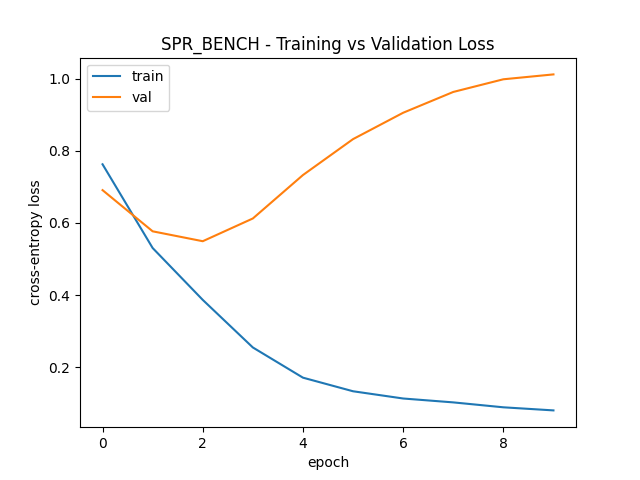 SPR_BENCH - Training vs Validation Loss
train
val
cross-entropy loss
1.0
0.8
0.6
0.4
0.2
0 2 4 6 8
epoch